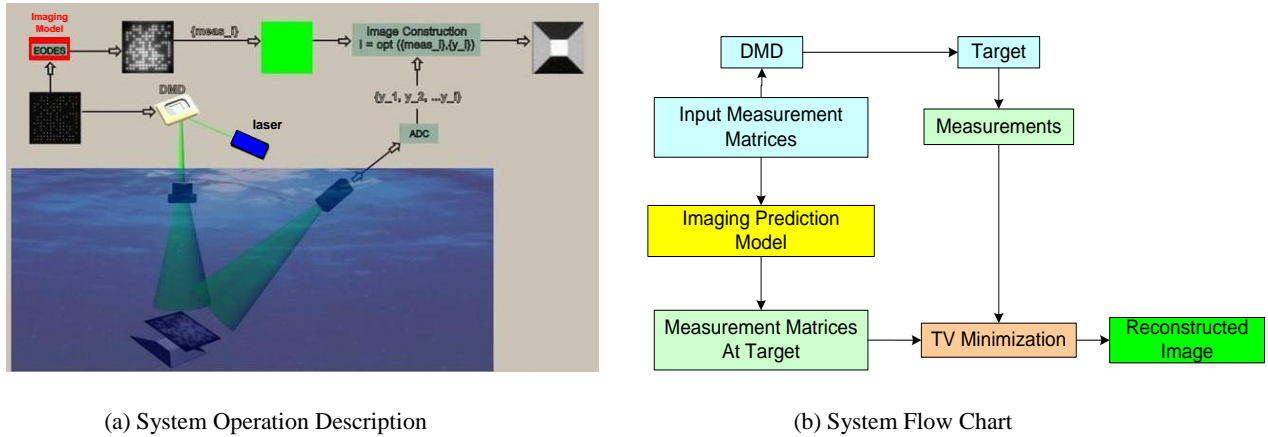 Imaging
Model
EODES
{meas_i}
Image Construction
I = opt ({meas_i},{y_i})
DMD
{y_1, y_2, ...y_i}
laser
ADC
DMD
Target
Input Measurement
Matrices
Measurements
Imaging Prediction
Model
Measurement Matrices
At Target
TV Minimization
Reconstructed
Image
(a) System Operation Description
(b) System Flow Chart